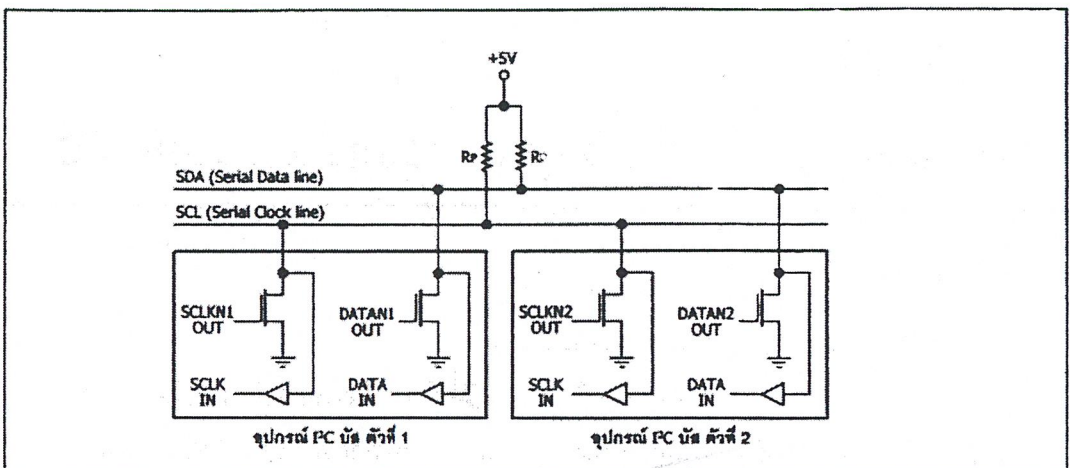 +5V
RP RP
SDA (Serial Data line)
SCL (Serial Clock line)
SCLKN1
OUT
DATAN1
OUT
SCLKN2
OUT
DATAN2
OUT
SCLK
IN
DATA
IN
SCLK
IN
DATA
IN
อุปกรณ์ I²C บัส ตัวที่ 1
อุปกรณ์ I²C บัส ตัวที่ 2